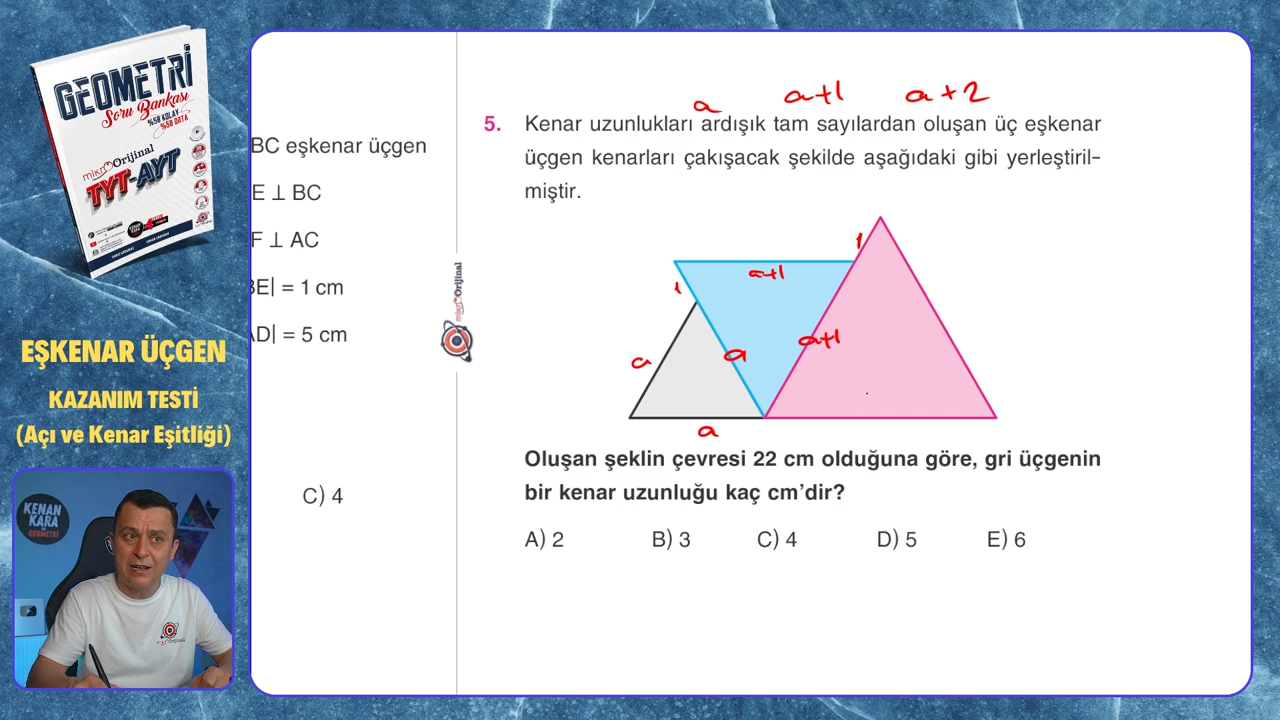 GEOMETRİ
Soru Bankası
%50 KOLAY
%50 ORTA
mikro Orijinal
TYT-AYT
EŞKENAR ÜÇGEN
KAZANIM TESTİ
(Açı ve Kenar Eşitliği)
KENAN
KARA
GEOMETRİ
BC eşkenar üçgen
E ⊥ BC
F ⊥ AC
BE| = 1 cm
AD| = 5 cm
C) 4
mikro Orijinal
a a+1 a+2
5. Kenar uzunlukları ardışık tam sayılardan oluşan üç eşkenar
üçgen kenarları çakışacak şekilde aşağıdaki gibi yerleştiril-
miştir.
1
a+1
1
a+1
a
a
a
Oluşan şeklin çevresi 22 cm olduğuna göre, gri üçgenin
bir kenar uzunluğu kaç cm'dir?
A) 2 B) 3 C) 4 D) 5 E) 6